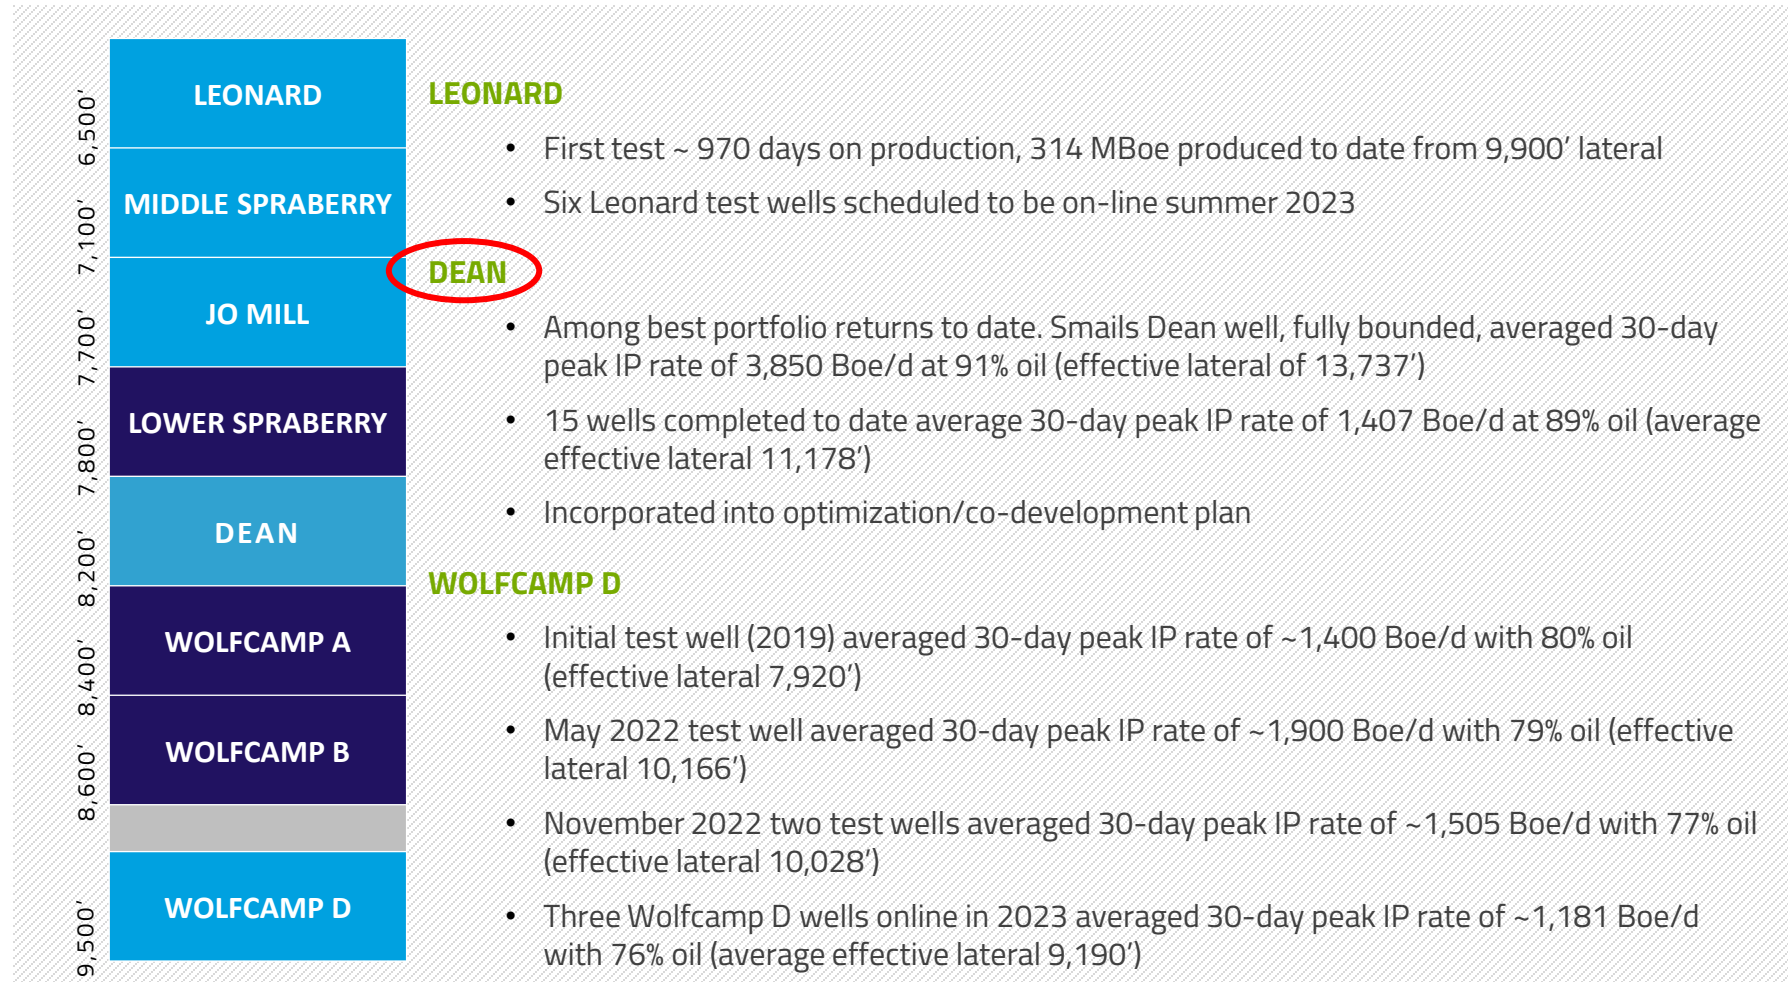 6,500’
LEONARD
7,100’
MIDDLE SPRABERRY
7,700’
JO MILL
7,800’
LOWER SPRABERRY
8,200’
DEAN
8,400’
WOLFCAMP A
8,600’
WOLFCAMP B
9,500’
WOLFCAMP D
LEONARD
• First test ~ 970 days on production, 314 MBoe produced to date from 9,900’ lateral
• Six Leonard test wells scheduled to be on-line summer 2023
DEAN
• Among best portfolio returns to date. Smails Dean well, fully bounded, averaged 30-day
peak IP rate of 3,850 Boe/d at 91% oil (effective lateral of 13,737’)
• 15 wells completed to date average 30-day peak IP rate of 1,407 Boe/d at 89% oil (average
effective lateral 11,178’)
• Incorporated into optimization/co-development plan
WOLFCAMP D
• Initial test well (2019) averaged 30-day peak IP rate of ~1,400 Boe/d with 80% oil
(effective lateral 7,920’)
• May 2022 test well averaged 30-day peak IP rate of ~1,900 Boe/d with 79% oil (effective
lateral 10,166’)
• November 2022 two test wells averaged 30-day peak IP rate of ~1,505 Boe/d with 77% oil
(effective lateral 10,028’)
• Three Wolfcamp D wells online in 2023 averaged 30-day peak IP rate of ~1,181 Boe/d
with 76% oil (average effective lateral 9,190’)